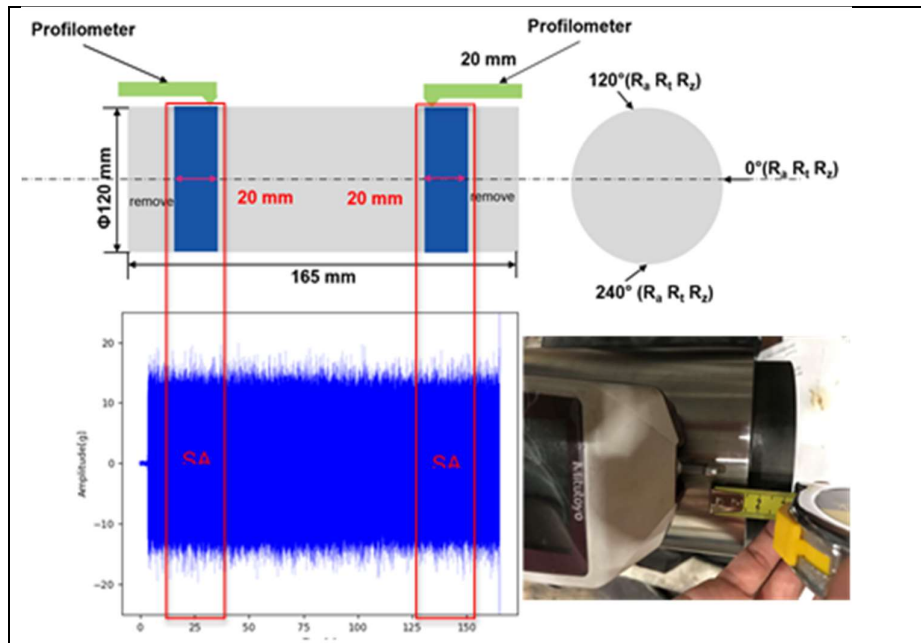 Profilometer
Profilometer
20 mm
120°(Ra Rt Rz)
0°(Ra Rt Rz)
240° (Ra Rt Rz)
Φ120 mm
remove
20 mm
20 mm
remove
165 mm
Amplitude[g]
20
10
0
−10
−20
SA
SA
0
25
50
75
100
125
150
Mitutoyo